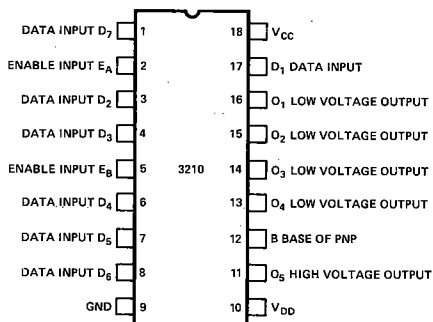 DATA INPUT D7 1
ENABLE INPUT EA 2
DATA INPUT D2 3
DATA INPUT D3 4
ENABLE INPUT EB 5
DATA INPUT D4 6
DATA INPUT D5 7
DATA INPUT D6 8
GND 9
3210
18 VCC
17 D1 DATA INPUT
16 O1 LOW VOLTAGE OUTPUT
15 O2 LOW VOLTAGE OUTPUT
14 O3 LOW VOLTAGE OUTPUT
13 O4 LOW VOLTAGE OUTPUT
12 B BASE OF PNP
11 O5 HIGH VOLTAGE OUTPUT
10 VDD